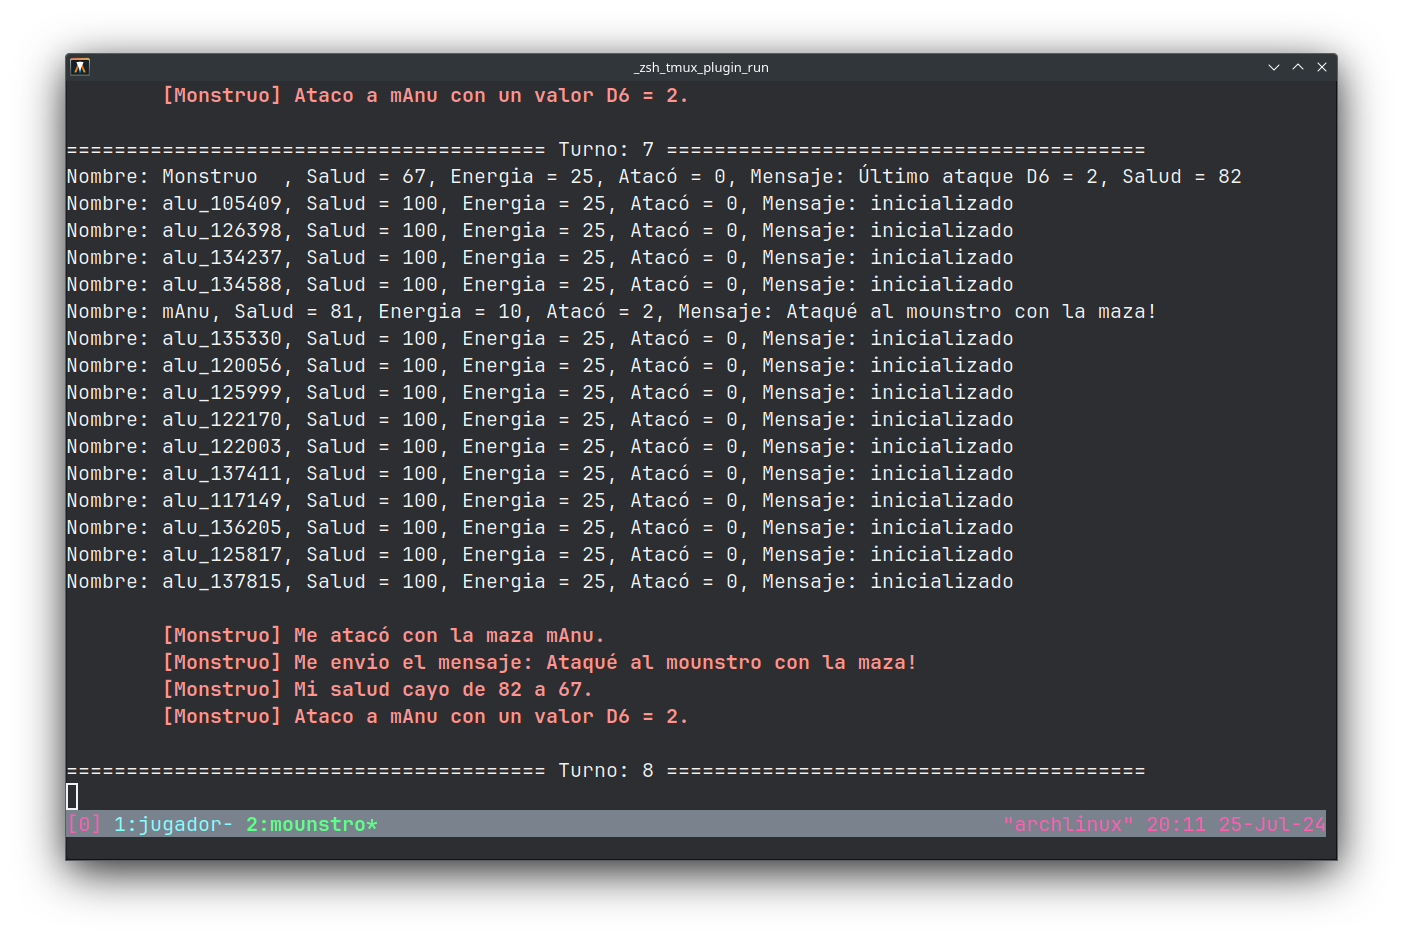 _zsh_tmux_plugin_run
[Monstruo] Ataco a mAnu con un valor D6 = 2.
======================================== Turno: 7 ========================================
Nombre: Monstruo  , Salud = 67, Energia = 25, Atacó = 0, Mensaje: Último ataque D6 = 2, Salud = 82
Nombre: alu_105409, Salud = 100, Energia = 25, Atacó = 0, Mensaje: inicializado
Nombre: alu_126398, Salud = 100, Energia = 25, Atacó = 0, Mensaje: inicializado
Nombre: alu_134237, Salud = 100, Energia = 25, Atacó = 0, Mensaje: inicializado
Nombre: alu_134588, Salud = 100, Energia = 25, Atacó = 0, Mensaje: inicializado
Nombre: mAnu, Salud = 81, Energia = 10, Atacó = 2, Mensaje: Ataqué al mounstro con la maza!
Nombre: alu_135330, Salud = 100, Energia = 25, Atacó = 0, Mensaje: inicializado
Nombre: alu_120056, Salud = 100, Energia = 25, Atacó = 0, Mensaje: inicializado
Nombre: alu_125999, Salud = 100, Energia = 25, Atacó = 0, Mensaje: inicializado
Nombre: alu_122170, Salud = 100, Energia = 25, Atacó = 0, Mensaje: inicializado
Nombre: alu_122003, Salud = 100, Energia = 25, Atacó = 0, Mensaje: inicializado
Nombre: alu_137411, Salud = 100, Energia = 25, Atacó = 0, Mensaje: inicializado
Nombre: alu_117149, Salud = 100, Energia = 25, Atacó = 0, Mensaje: inicializado
Nombre: alu_136205, Salud = 100, Energia = 25, Atacó = 0, Mensaje: inicializado
Nombre: alu_125817, Salud = 100, Energia = 25, Atacó = 0, Mensaje: inicializado
Nombre: alu_137815, Salud = 100, Energia = 25, Atacó = 0, Mensaje: inicializado
[Monstruo] Me atacó con la maza mAnu.
[Monstruo] Me envio el mensaje: Ataqué al mounstro con la maza!
[Monstruo] Mi salud cayo de 82 a 67.
[Monstruo] Ataco a mAnu con un valor D6 = 2.
======================================== Turno: 8 ========================================
[0] 1:jugador- 2:mounstro* "archlinux" 20:11 25-Jul-24